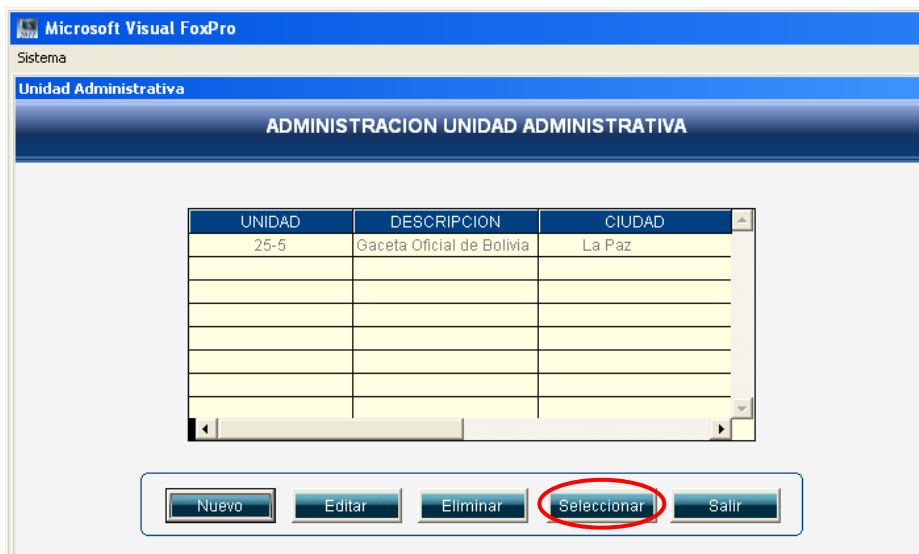 Microsoft Visual FoxPro
Sistema
Unidad Administrativa
ADMINISTRACION UNIDAD ADMINISTRATIVA
UNIDAD DESCRIPCION CIUDAD
25-5 Gaceta Oficial de Bolivia La Paz
Nuevo Editar Eliminar Seleccionar Salir